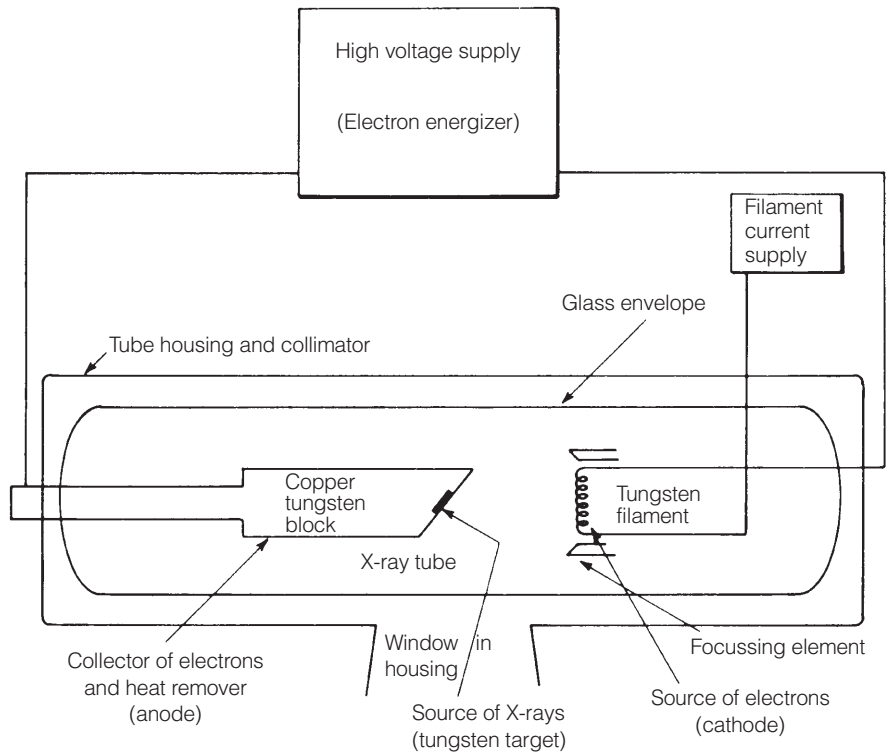 High voltage supply
(Electron energizer)
Filament
current
supply
Glass envelope
Tube housing and collimator
Copper
tungsten
block
Tungsten
filament
X-ray tube
Window in
housing
Focussing element
Collector of electrons
and heat remover
(anode)
Source of X-rays
(tungsten target)
Source of electrons
(cathode)